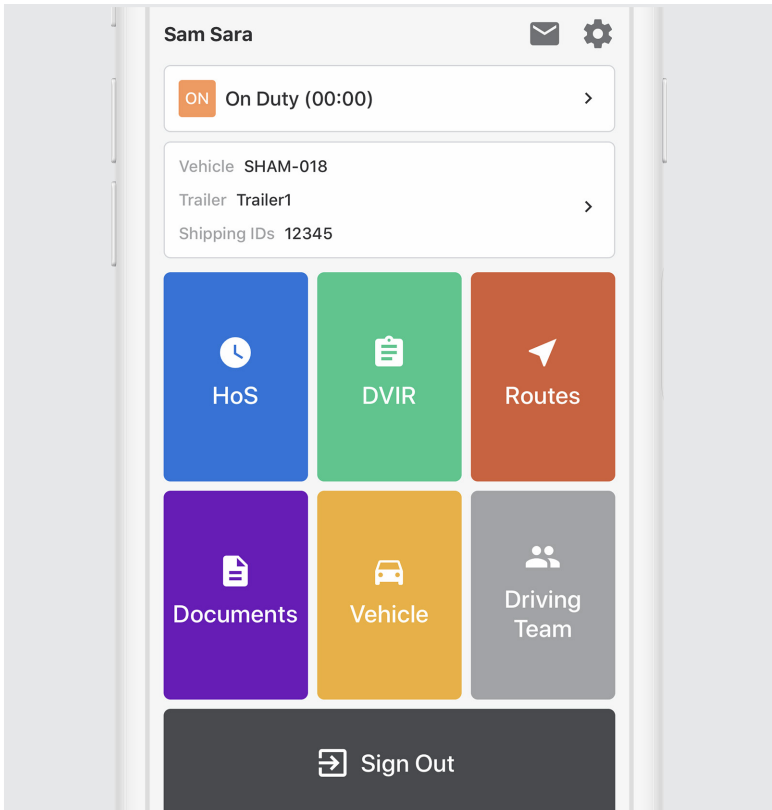 Sam Sara
ON On Duty (00:00)
Vehicle SHAM-018
Trailer Trailer1
Shipping IDs 12345
HoS
DVIR
Routes
Documents
Vehicle
Driving
Team
Sign Out